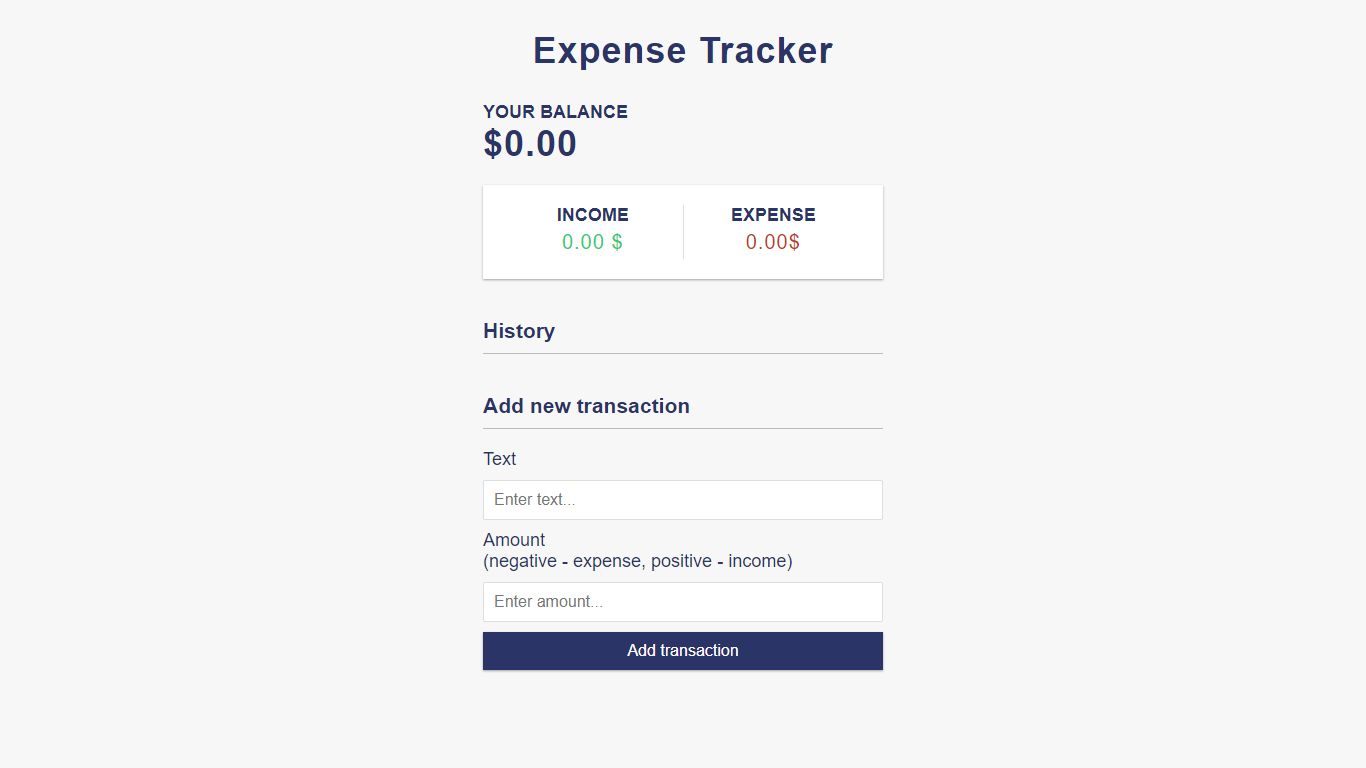 Expense Tracker
YOUR BALANCE
$0.00
INCOME
0.00 $
EXPENSE
0.00$
History
Add new transaction
Text
Enter text...
Amount
(negative - expense, positive - income)
Enter amount...
Add transaction